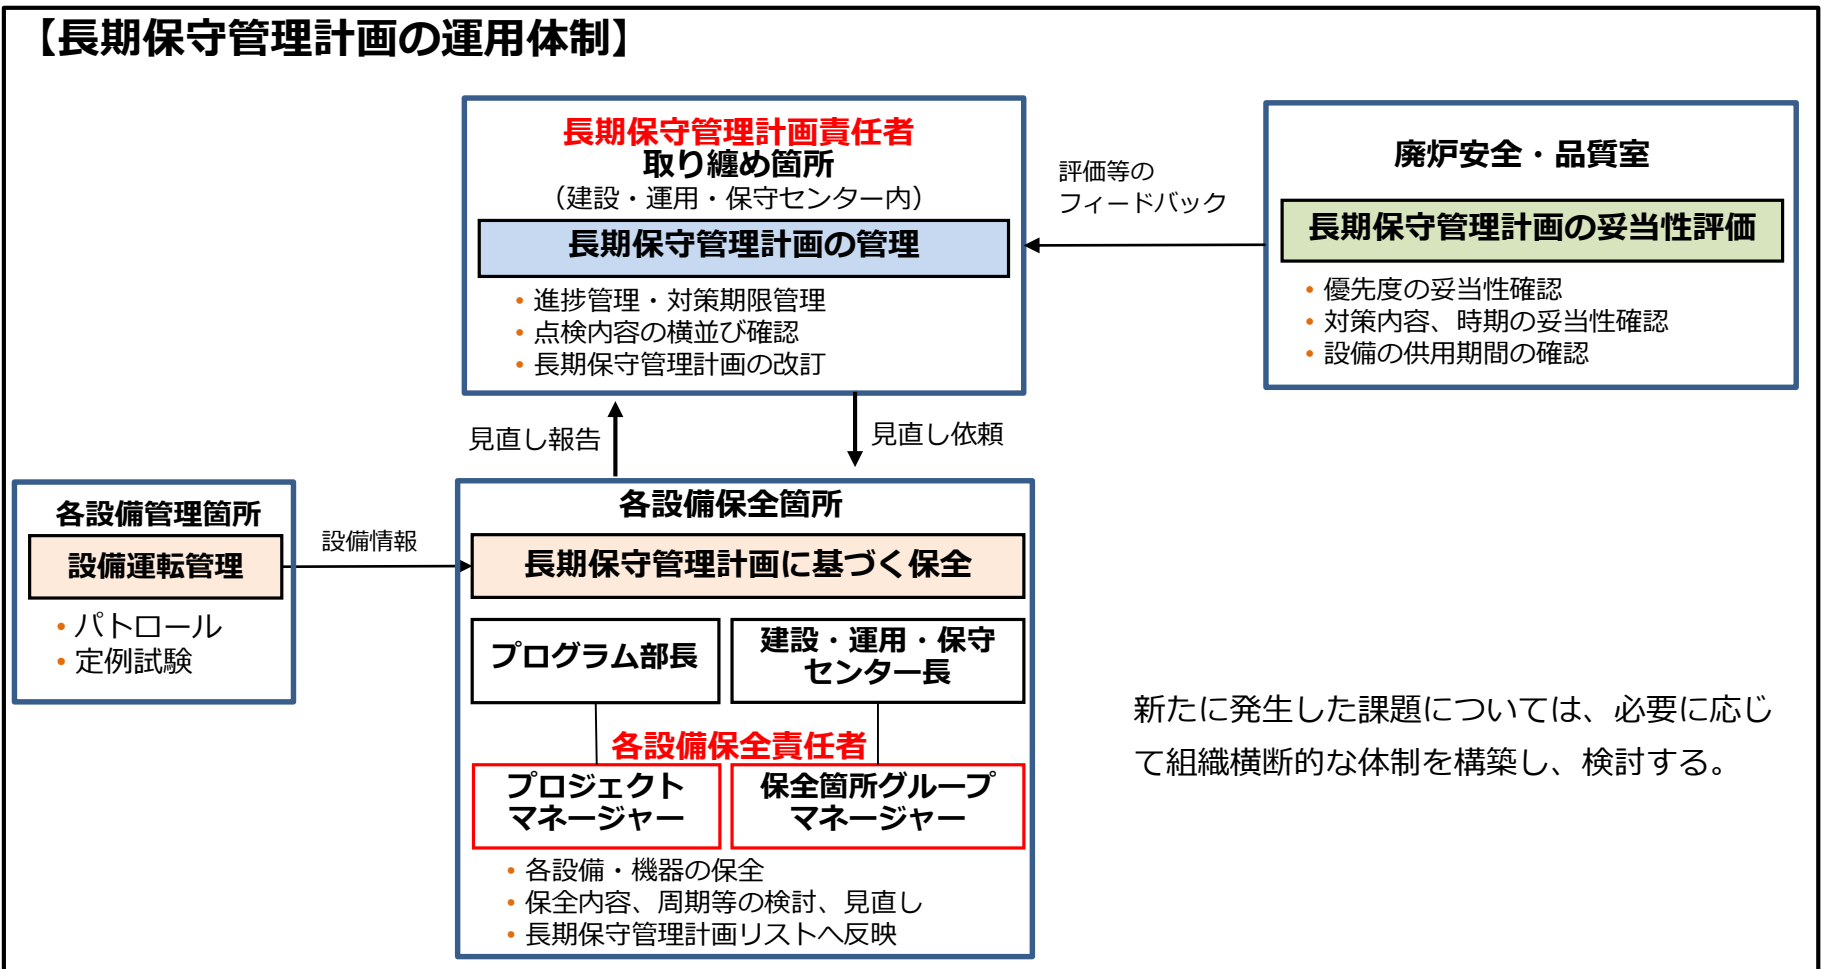 【長期保守管理計画の運用体制】
長期保守管理計画責任者
取り纏め箇所
（建設・運用・保守センター内）
長期保守管理計画の管理
• 進捗管理・対策期限管理
• 点検内容の横並び確認
• 長期保守管理計画の改訂
評価等の
フィードバック
廃炉安全・品質室
長期保守管理計画の妥当性評価
• 優先度の妥当性確認
• 対策内容、時期の妥当性確認
• 設備の供用期間の確認
見直し報告
見直し依頼
各設備管理箇所
設備運転管理
• パトロール
• 定例試験
設備情報
各設備保全箇所
長期保守管理計画に基づく保全
プログラム部長
建設・運用・保守
センター長
各設備保全責任者
プロジェクト
マネージャー
保全箇所グループ
マネージャー
• 各設備・機器の保全
• 保全内容、周期等の検討、見直し
• 長期保守管理計画リストへ反映
新たに発生した課題については、必要に応じ
て組織横断的な体制を構築し、検討する。